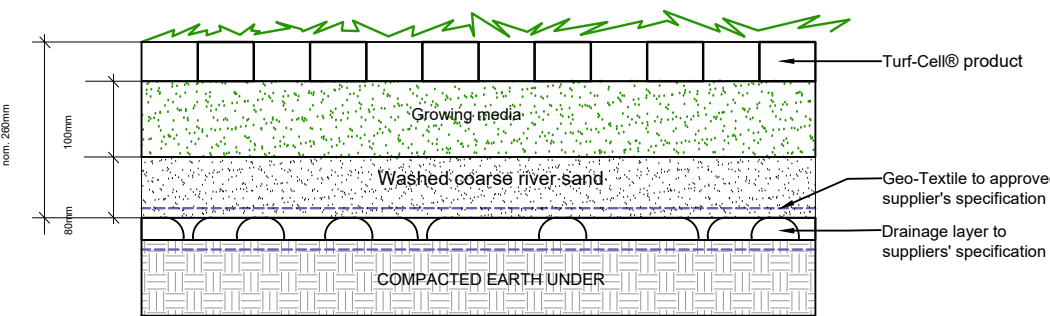 Turf-Cell® product
Growing media
Washed coarse river sand
Geo-Textile to approve
supplier's specification
Drainage layer to
suppliers' specification
COMPACTED EARTH UNDER
nom. 260mm
100mm
80mm